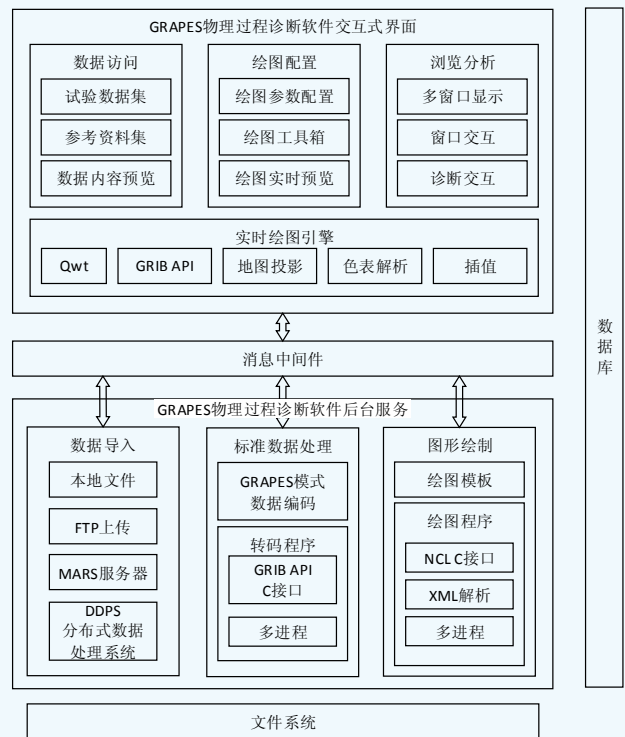 GRAPES物理过程诊断软件交互式界面
数据访问
试验数据集
参考资料集
数据内容预览
绘图配置
绘图参数配置
绘图工具箱
绘图实时预览
浏览分析
多窗口显示
窗口交互
诊断交互
实时绘图引擎
Qwt
GRIB API
地图投影
色表解析
插值
消息中间件
GRAPES物理过程诊断软件后台服务
数据导入
本地文件
FTP上传
MARS服务器
DDPS
分布式数据
处理系统
标准数据处理
GRAPES模式
数据编码
转码程序
GRIB API
C接口
多进程
图形绘制
绘图模板
绘图程序
NCL C接口
XML解析
多进程
数
据
库
文件系统